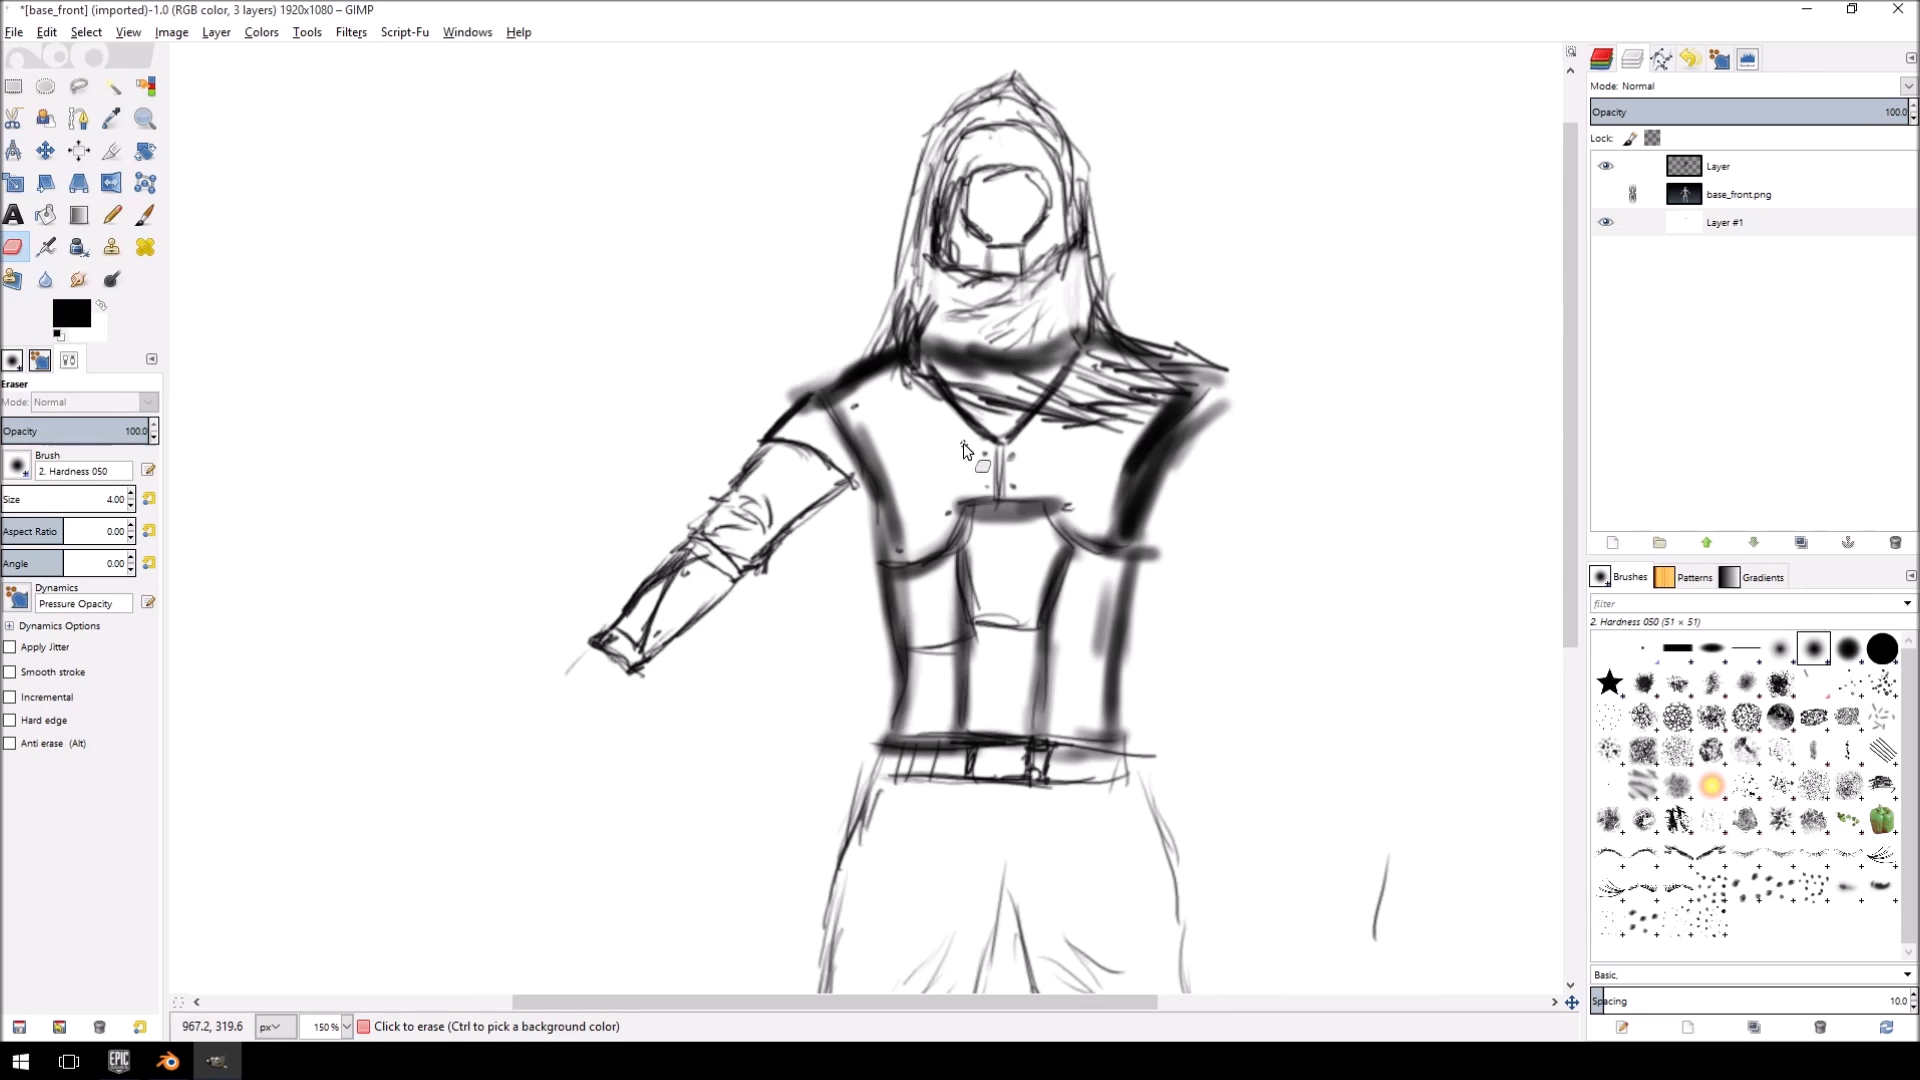 *[base_front] (imported)-1.0 (RGB color, 3 layers) 1920x1080 – GIMP
File Edit Select View Image Layer Colors Tools Filters Script-Fu Windows Help
Mode: Normal
Opacity 100.0
Lock:
Layer
base_front.png
Layer #1
Eraser
Mode: Normal
Opacity 100.0
Brush
2. Hardness 050
Size 4.00
Aspect Ratio 0.00
Angle 0.00
Dynamics
Pressure Opacity
Dynamics Options
Apply Jitter
Smooth stroke
Incremental
Hard edge
Anti erase (Alt)
Brushes Patterns Gradients
filter
2. Hardness 050 (51 × 51)
Basic,
Spacing 10.0
967.2, 319.6 px 150 % Click to erase (Ctrl to pick a background color)
EPIC